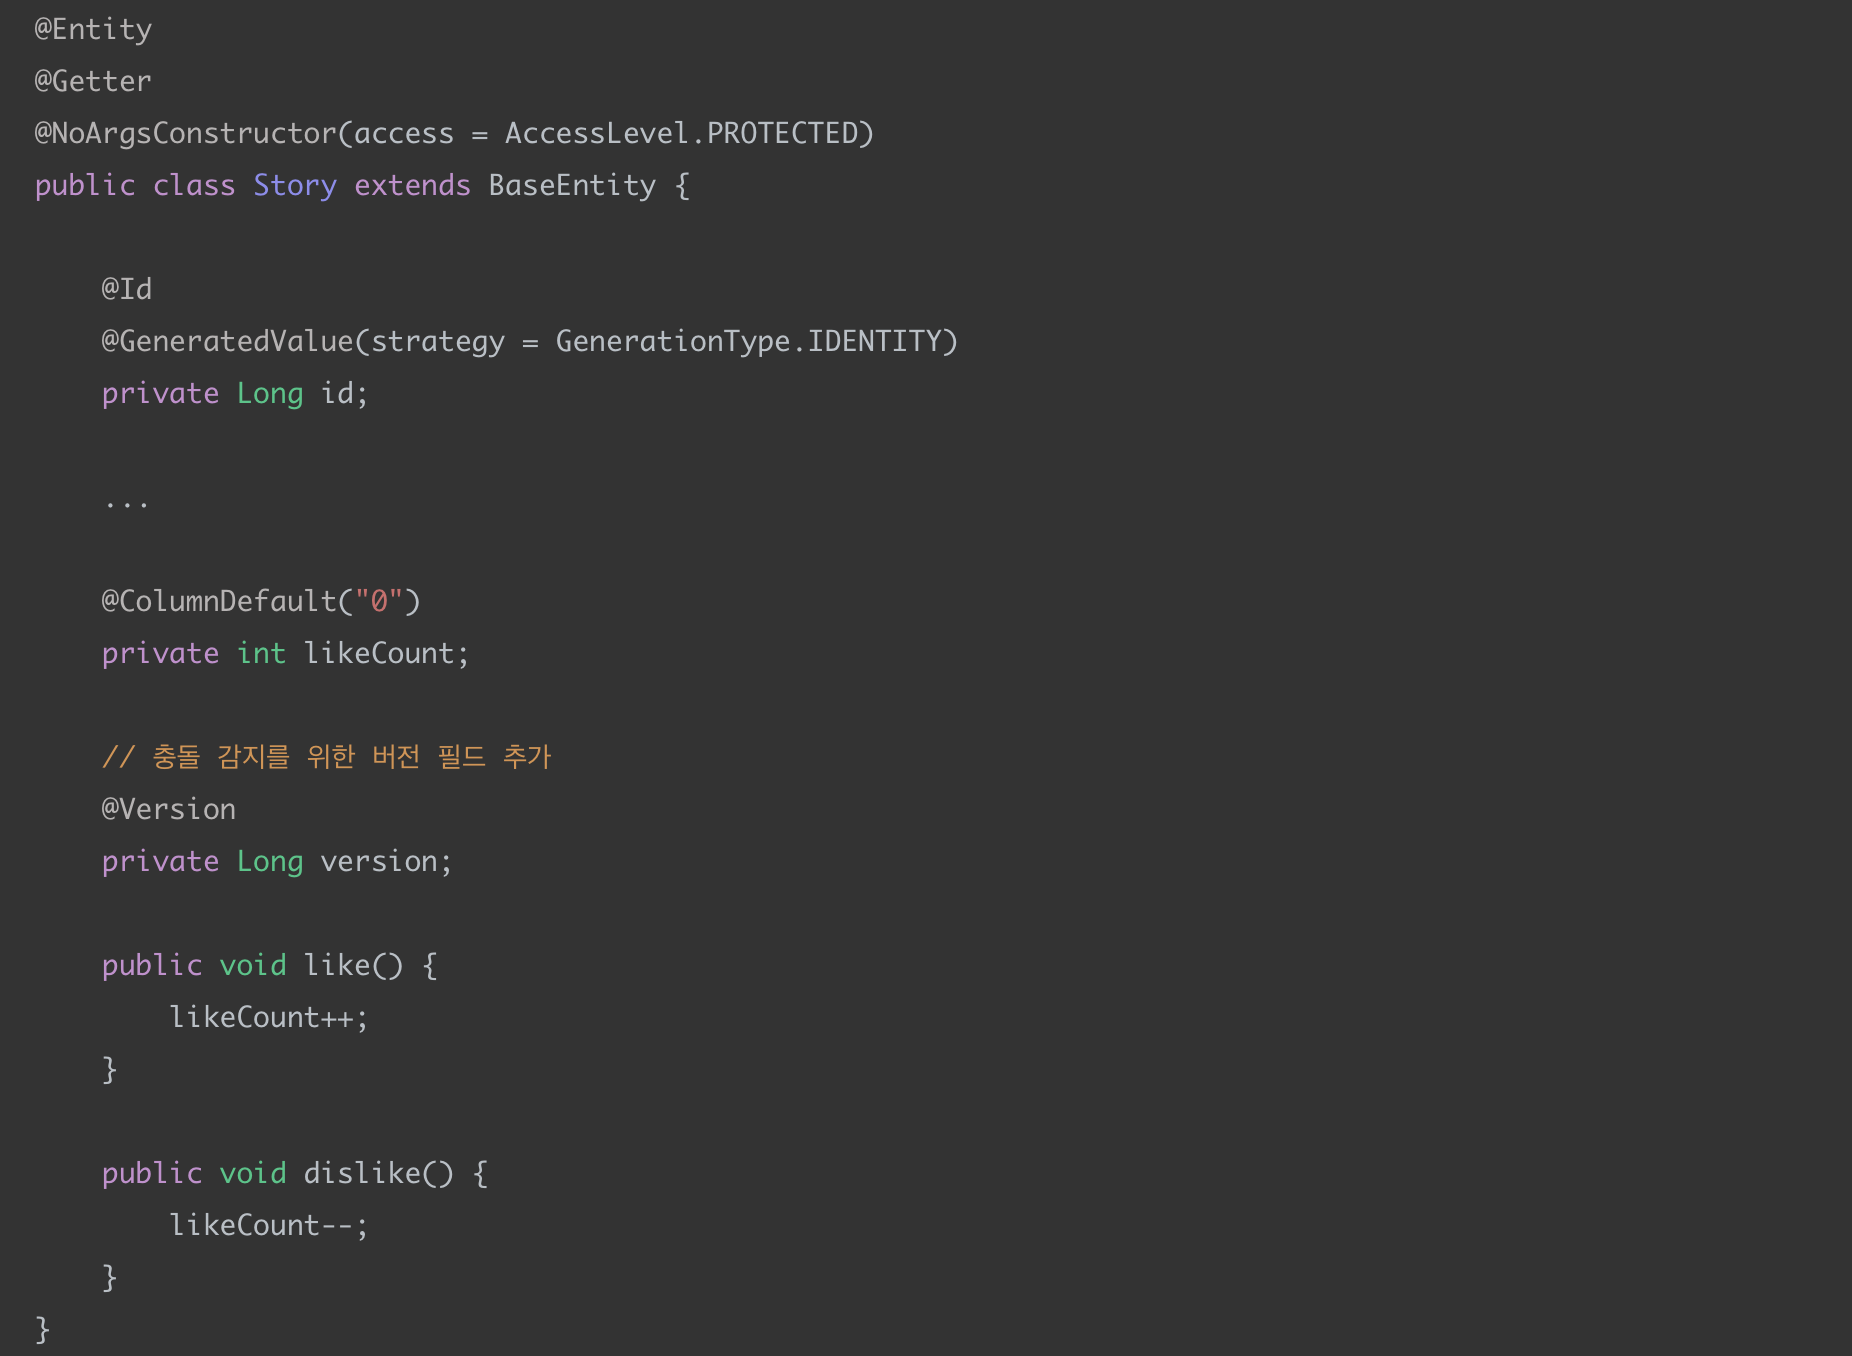 @Entity
@Getter
@NoArgsConstructor(access = AccessLevel.PROTECTED)
public class Story extends BaseEntity {
    @Id
    @GeneratedValue(strategy = GenerationType.IDENTITY)
    private Long id;
    ...
    @ColumnDefault("0")
    private int likeCount;
    // 충돌 감지를 위한 버전 필드 추가
    @Version
    private Long version;
    public void like() {
        likeCount++;
    }
    public void dislike() {
        likeCount--;
    }
}